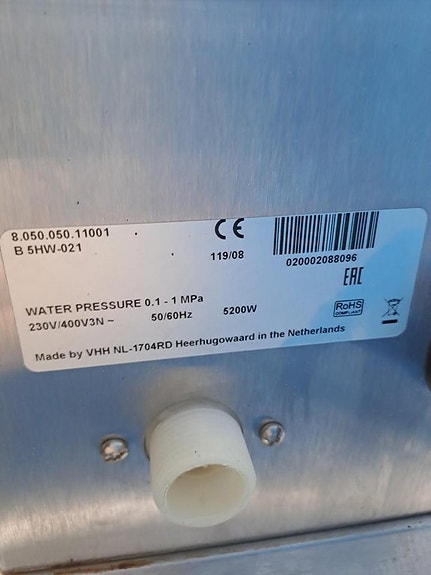 8.050.050.11001
B 5HW-021
CE
119/08
020002088096
EAC
WATER PRESSURE 0.1 - 1 MPa
230V/400V3N ~ 50/60Hz 5200W
RoHS
COMPLIANT
Made by VHH NL-1704RD Heerhugowaard in the Netherlands